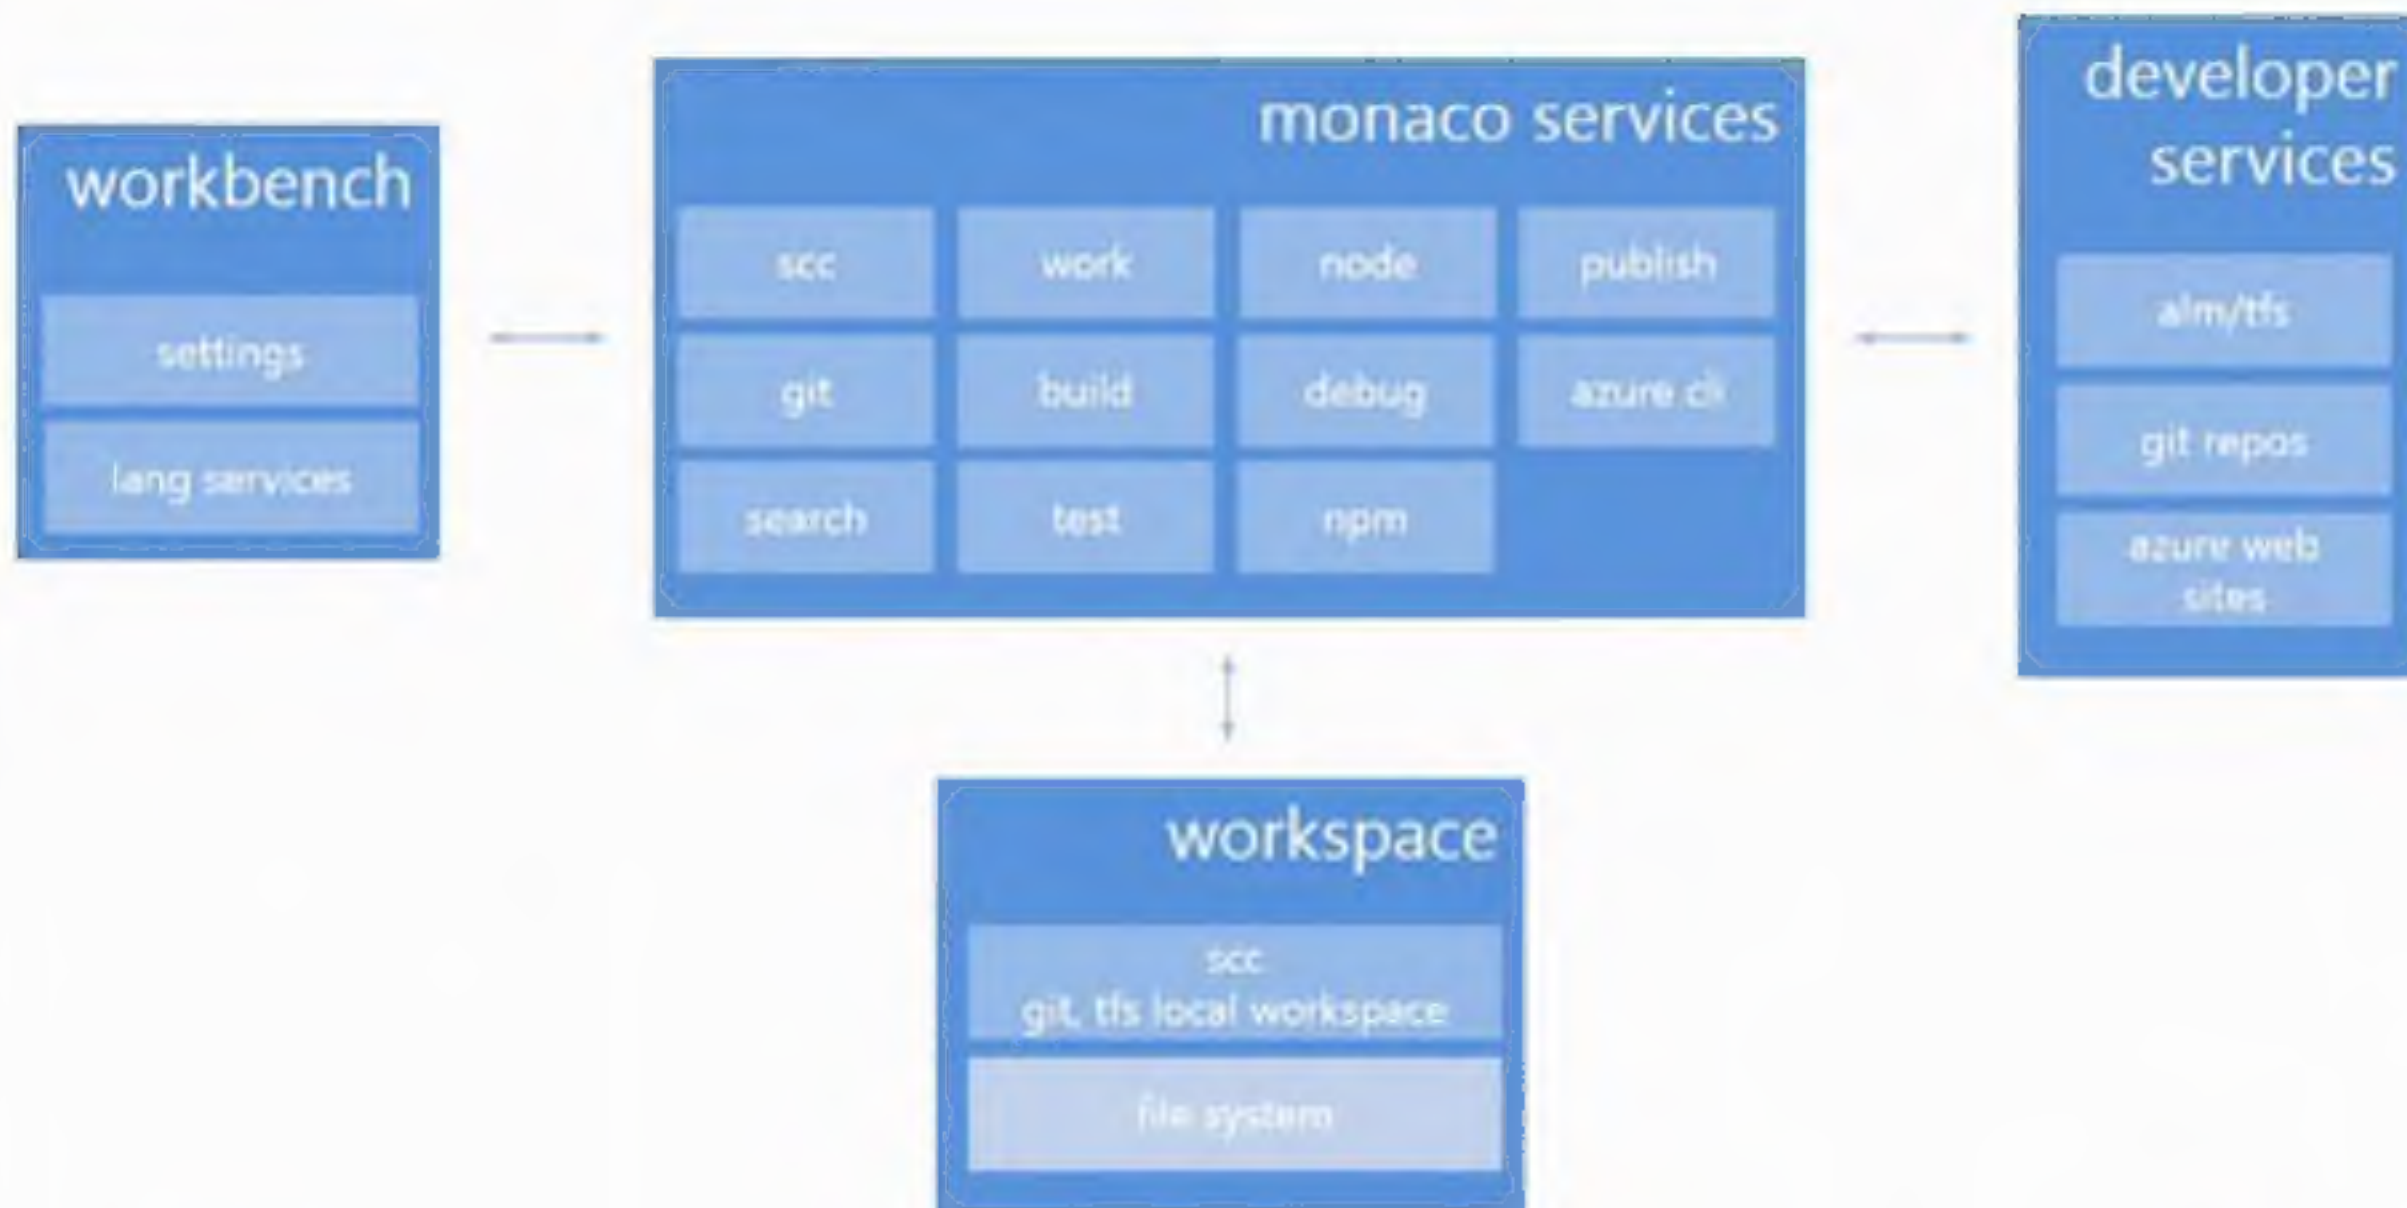 workbench
settings
lang services
monaco services
scc
work
node
publish
git
build
debug
azure cli
search
test
npm
developer
services
alm/tfs
git repos
azure web
sites
workspace
scc
git, tfs local workspace
file system